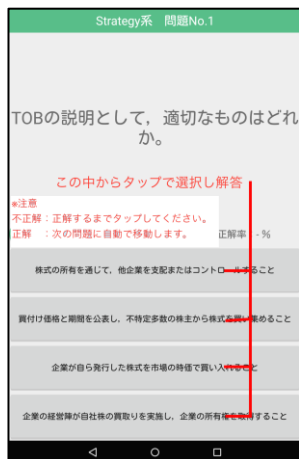 Strategy系　問題No.1
TOBの説明として，適切なものはどれ
か。
この中からタップで選択し解答
※注意
不正解：正解するまでタップしてください。
正解　：次の問題に自動で移動します。
正解率　- %
株式の所有を通じて，他企業を支配またはコントロールすること
買付け価格と期間を公表し，不特定多数の株主から株式を買い集めること
企業が自ら発行した株式を市場の時価で買い入れること
企業の経営陣が自社株の買取りを実施し，企業の所有権を取得すること